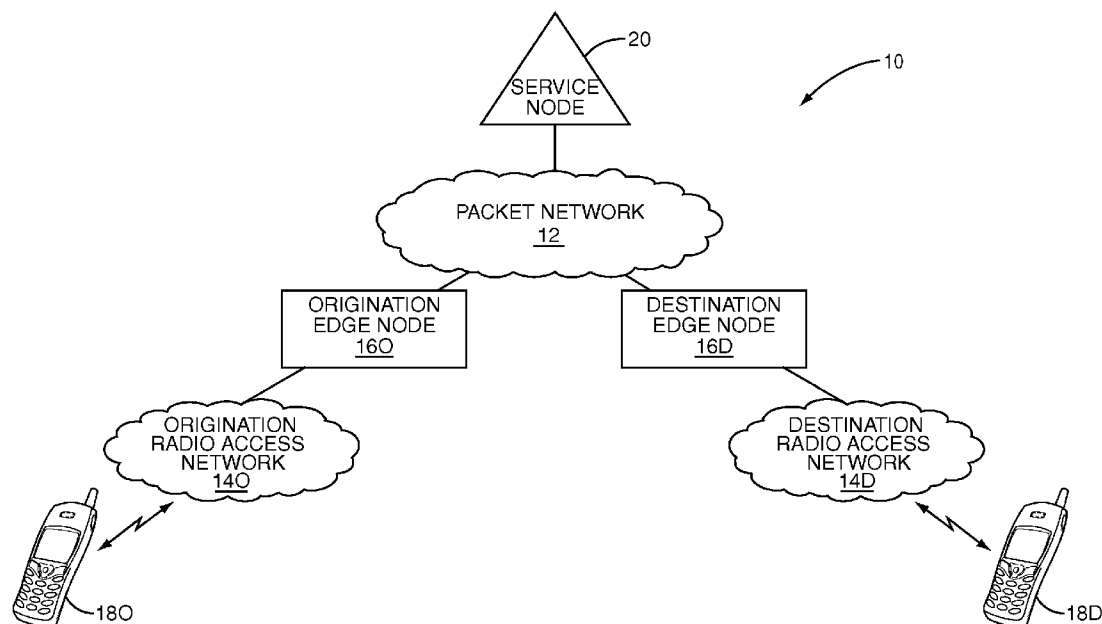 20
10
SERVICE
NODE
PACKET NETWORK
12
ORIGINATION
EDGE NODE
16O
DESTINATION
EDGE NODE
16D
ORIGINATION
RADIO ACCESS
NETWORK
14O
DESTINATION
RADIO ACCESS
NETWORK
14D
18O
18D